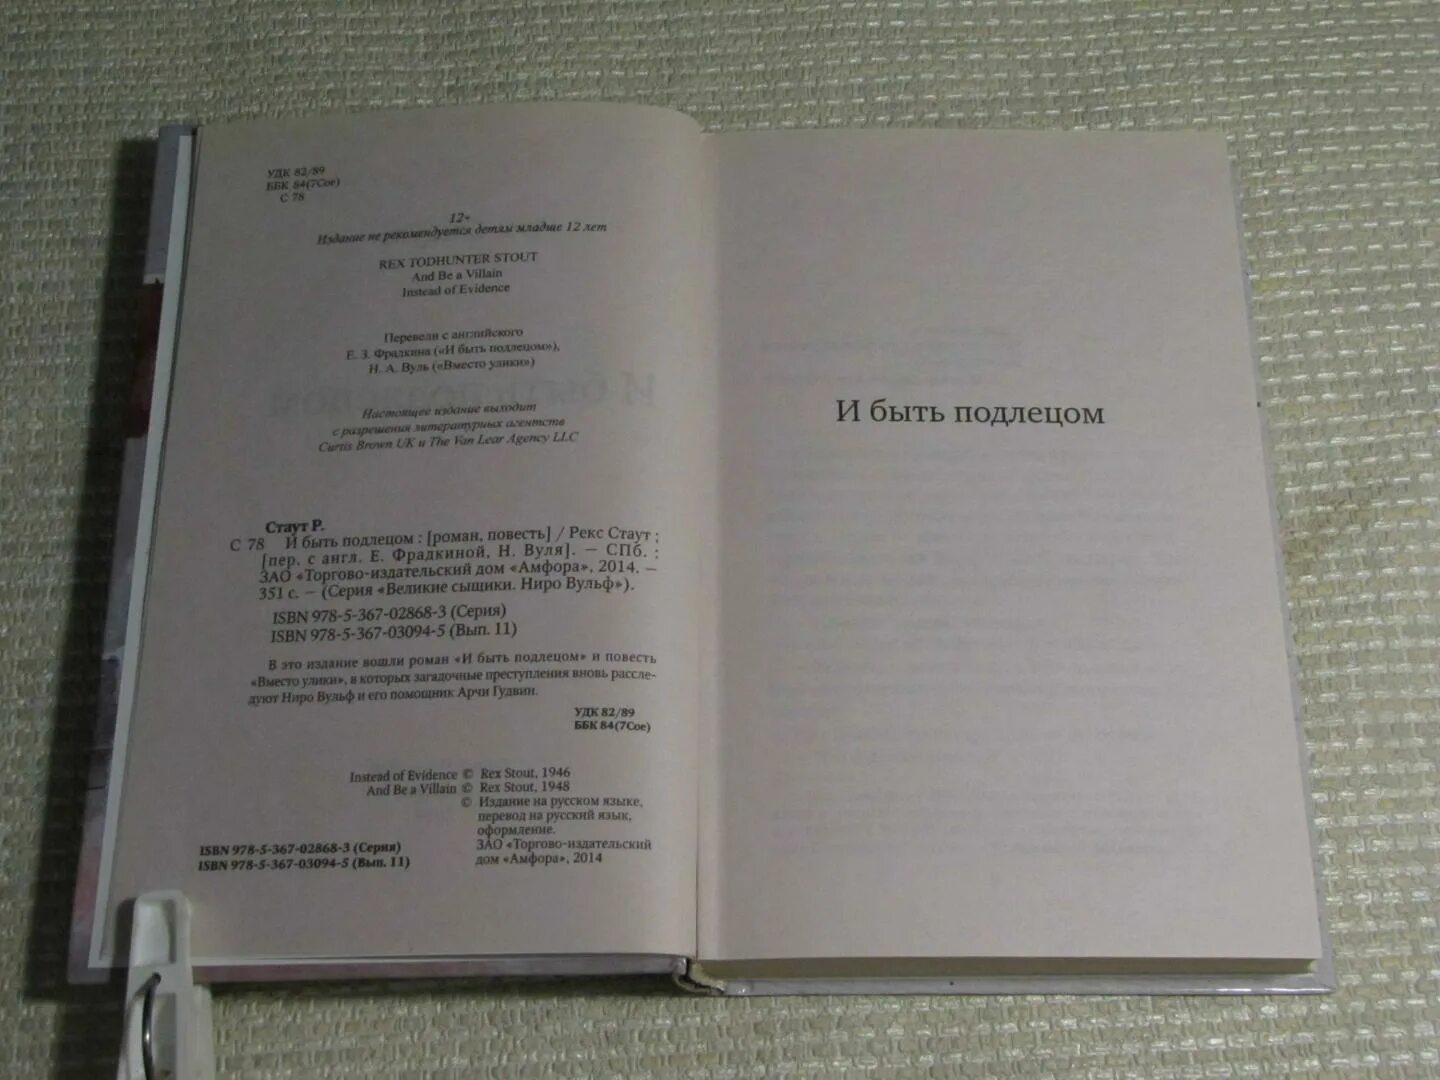 УДК 82/89
ББК 84(7Сое)
С 78
12+
Издание не рекомендуется детям младше 12 лет
REX TODHUNTER STOUT
And Be a Villain
Instead of Evidence
Перевели с английского
Е. З. Фрадкина («И быть подлецом»),
Н. А. Вуль («Вместо улики»)
Настоящее издание выходит
с разрешения литературных агентств
Curtis Brown UK и The Van Lear Agency LLC
Стаут Р.
С 78 И быть подлецом : [роман, повесть] / Рекс Стаут ;
[пер. с англ. Е. Фрадкиной, Н. Вуля]. — СПб. :
ЗАО «Торгово-издательский дом «Амфора», 2014. —
351 с. — (Серия «Великие сыщики. Ниро Вульф»).
ISBN 978-5-367-02868-3 (Серия)
ISBN 978-5-367-03094-5 (Вып. 11)
В это издание вошли роман «И быть подлецом» и повесть
«Вместо улики», в которых загадочные преступления вновь рассле-
дуют Ниро Вульф и его помощник Арчи Гудвин.
УДК 82/89
ББК 84(7Сое)
Instead of Evidence © Rex Stout, 1946
And Be a Villain © Rex Stout, 1948
© Издание на русском языке,
перевод на русский язык,
оформление.
ЗАО «Торгово-издательский
дом «Амфора», 2014
ISBN 978-5-367-02868-3 (Серия)
ISBN 978-5-367-03094-5 (Вып. 11)
И быть подлецом